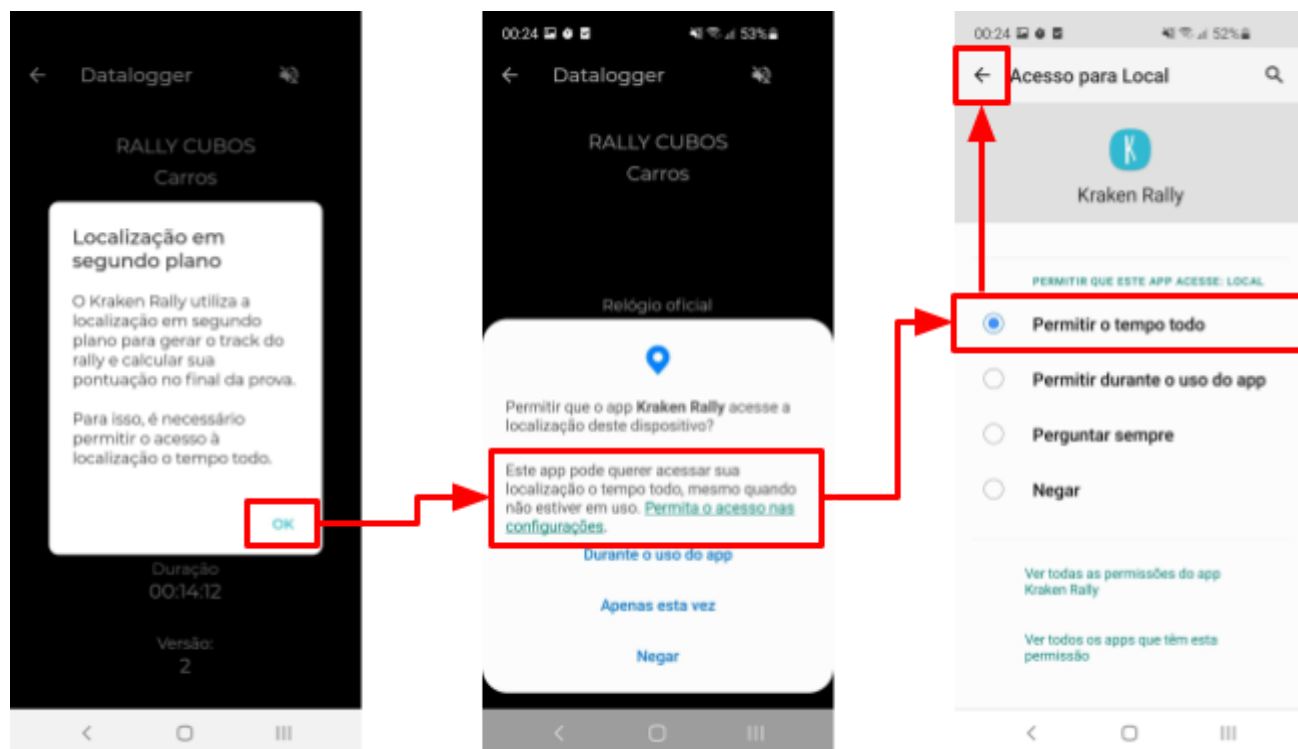 Datalogger
RALLY CUBOS
Carros
Localização em
segundo plano
O Kraken Rally utiliza a
localização em segundo
plano para gerar o track do
rally e calcular sua
pontuação no final da prova.
Para isso, é necessário
permitir o acesso à
localização o tempo todo.
OK
Duração
00:14:12
Versão:
2
00:24 53%
Datalogger
RALLY CUBOS
Carros
Relógio oficial
Permitir que o app Kraken Rally acesse a
localização deste dispositivo?
Este app pode querer acessar sua
localização o tempo todo, mesmo quando
não estiver em uso. Permita o acesso nas
configurações.
Durante o uso do app
Apenas esta vez
Negar
00:24 52%
Acesso para Local
K
Kraken Rally
PERMITIR QUE ESTE APP ACESSE: LOCAL
Permitir o tempo todo
Permitir durante o uso do app
Perguntar sempre
Negar
Ver todas as permissões do app
Kraken Rally
Ver todos os apps que têm esta
permissão